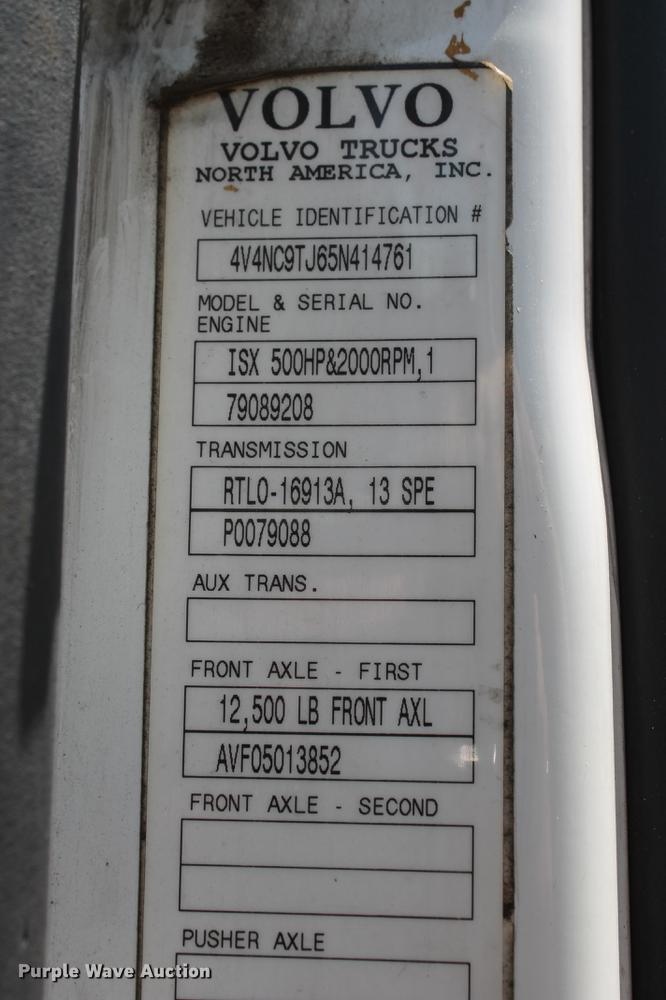 VOLVO
VOLVO TRUCKS
NORTH AMERICA, INC.
VEHICLE IDENTIFICATION #
4V4NC9TJ65N414761
MODEL & SERIAL NO.
ENGINE
ISX 500HP&2000RPM,1
79089208
TRANSMISSION
RTLO-16913A, 13 SPE
P0079088
AUX TRANS.
FRONT AXLE - FIRST
12,500 LB FRONT AXL
AVF05013852
FRONT AXLE - SECOND
PUSHER AXLE
Purple Wave Auction